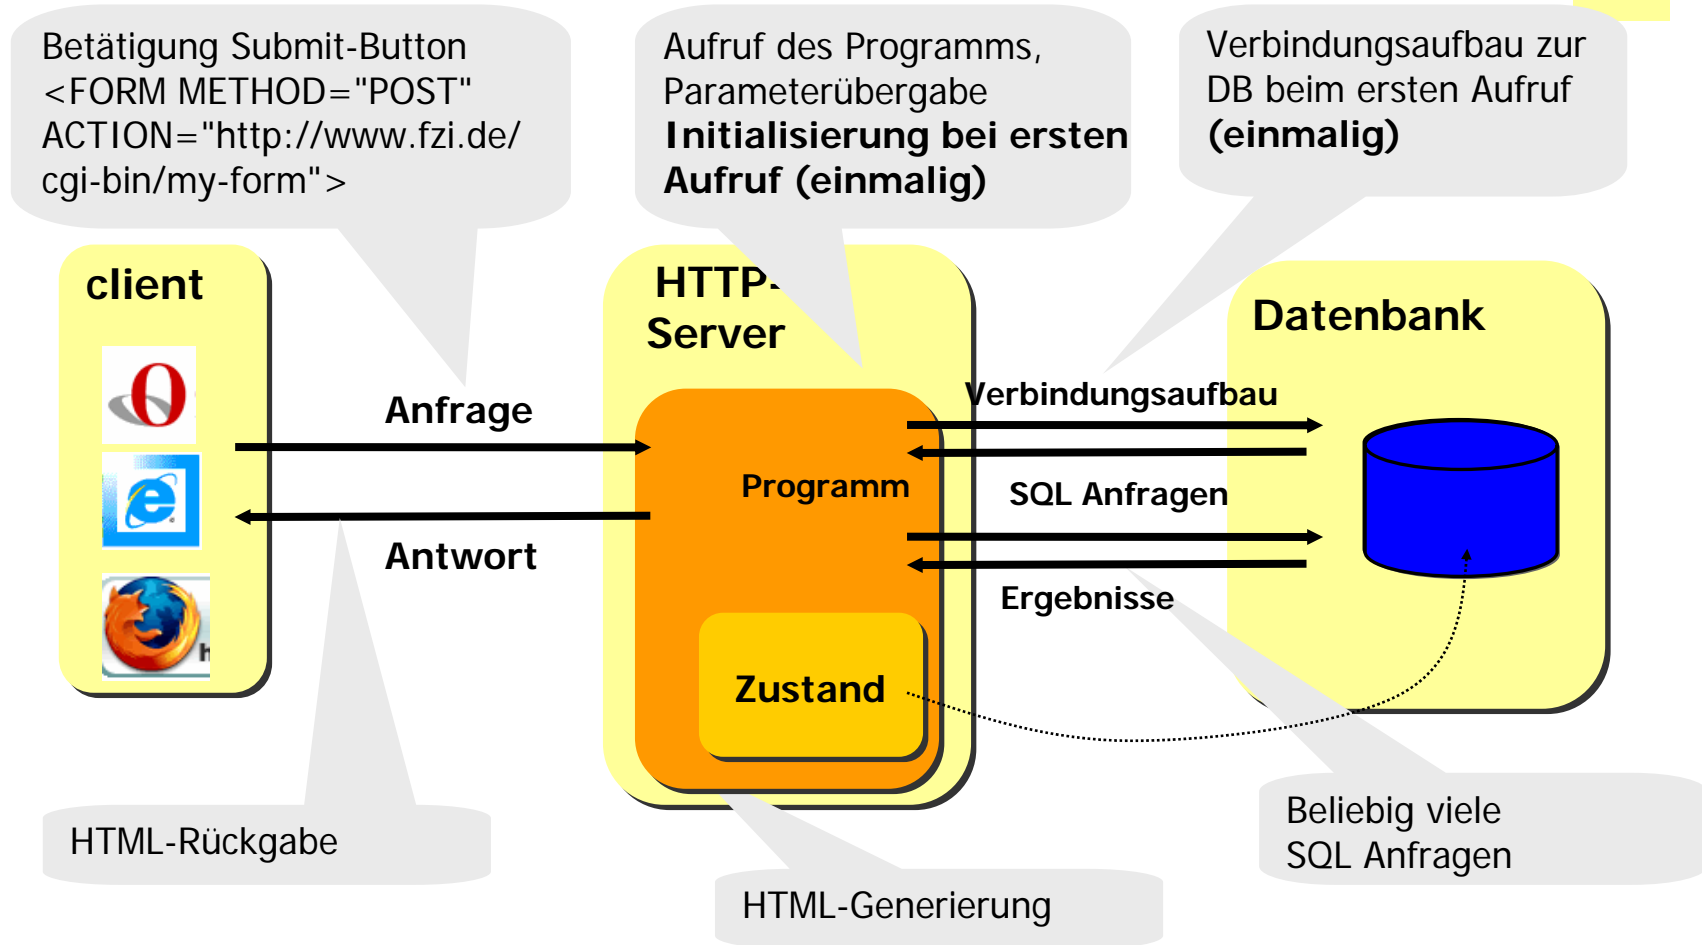 Betätigung Submit-Button
<FORM METHOD="POST"
ACTION="http://www.fzi.de/
cgi-bin/my-form">
Aufruf des Programms,
Parameterübergabe
Initialisierung bei ersten
Aufruf (einmalig)
Verbindungsaufbau zur
DB beim ersten Aufruf
(einmalig)
client
HTTP-
Server
Datenbank
Anfrage
Antwort
Programm
Zustand
Verbindungsaufbau
SQL Anfragen
Ergebnisse
HTML-Rückgabe
HTML-Generierung
Beliebig viele
SQL Anfragen